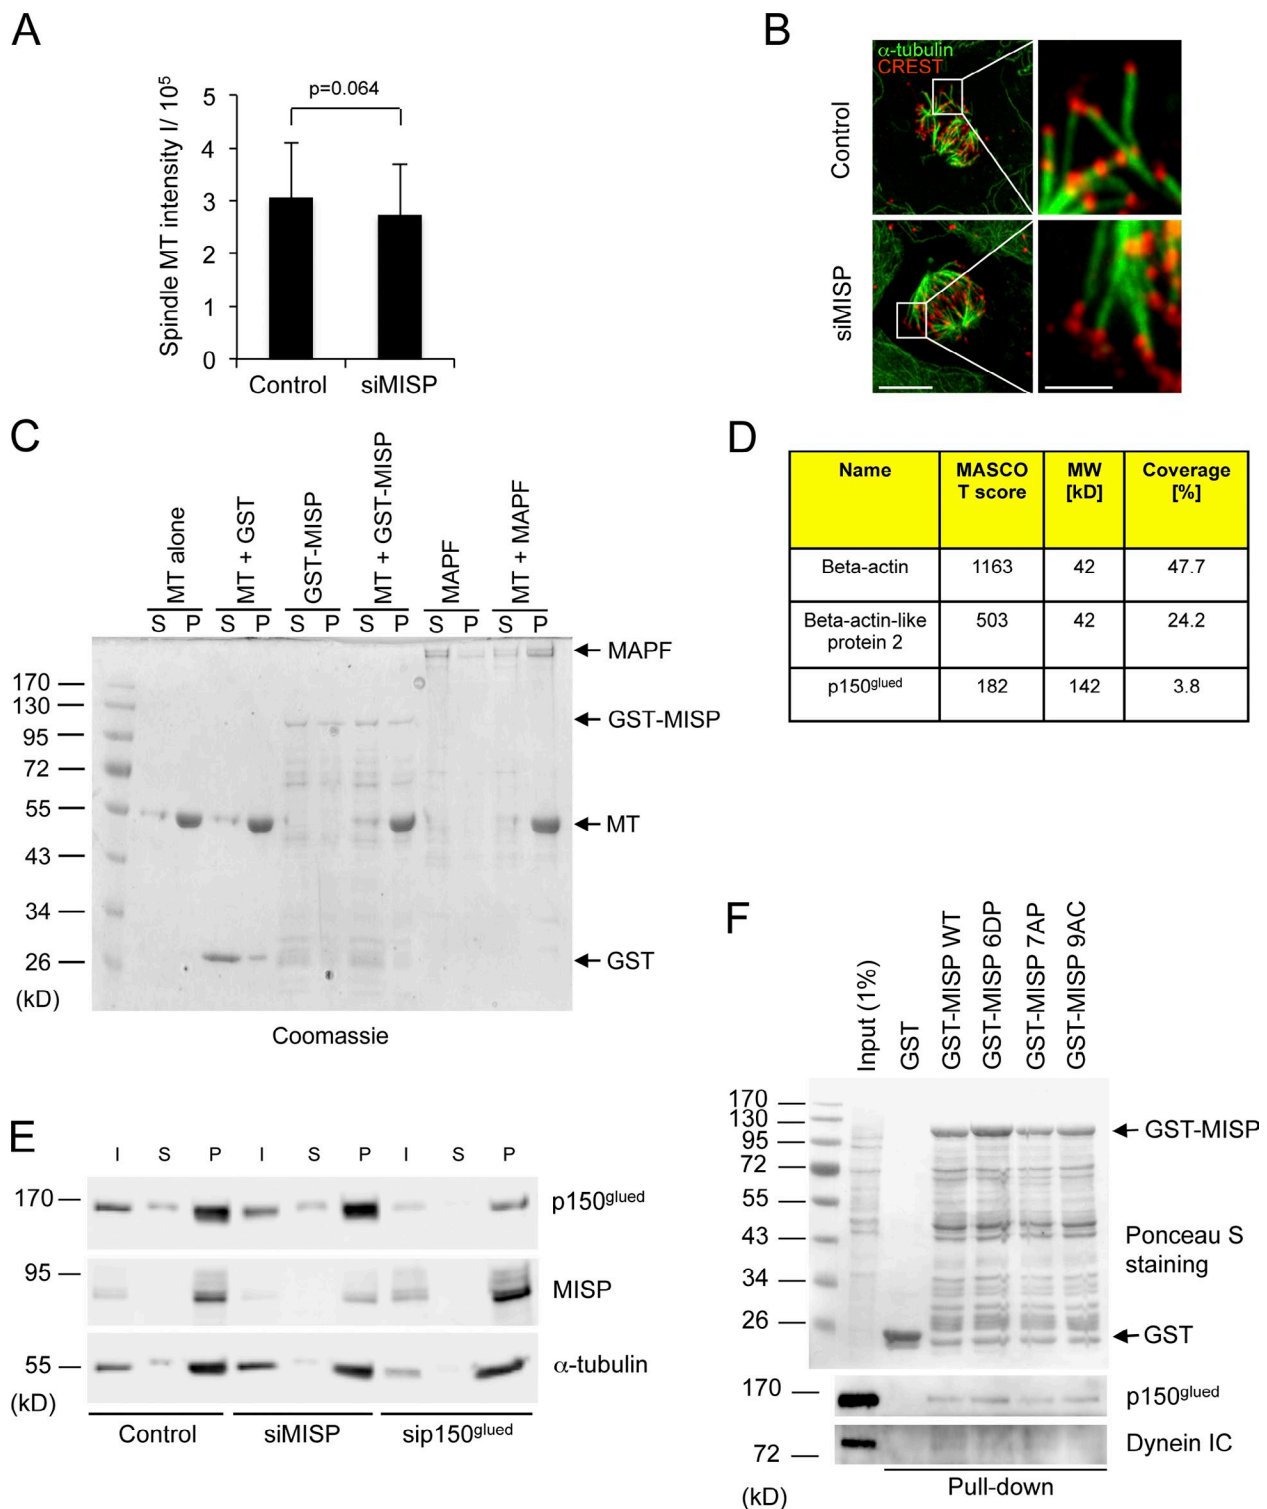 A
Spindle MT intensity I/ 10⁵
p=0.064
5
4
3
2
1
0
Control
siMISP
B
α-tubulin
CREST
Control
siMISP
C
MT alone
MT + GST
GST-MISP
MT + GST-MISP
MAPF
MT + MAPF
S P S P S P S P S P S P
170
130
95
72
55
43
34
26
(kD)
MAPF
GST-MISP
MT
GST
Coomassie
D
Name MASCO T score MW [kD] Coverage [%]
Beta-actin 1163 42 47.7
Beta-actin-like protein 2 503 42 24.2
p150glued 182 142 3.8
E
I S P I S P I S P
170
p150glued
95
MISP
55
α-tubulin
(kD)
Control siMISP sip150glued
F
Input (1%)
GST
GST-MISP WT
GST-MISP 6DP
GST-MISP 7AP
GST-MISP 9AC
170
130
95
72
55
43
34
26
GST-MISP
Ponceau S
staining
GST
170
p150glued
72
Dynein IC
(kD)
Pull-down